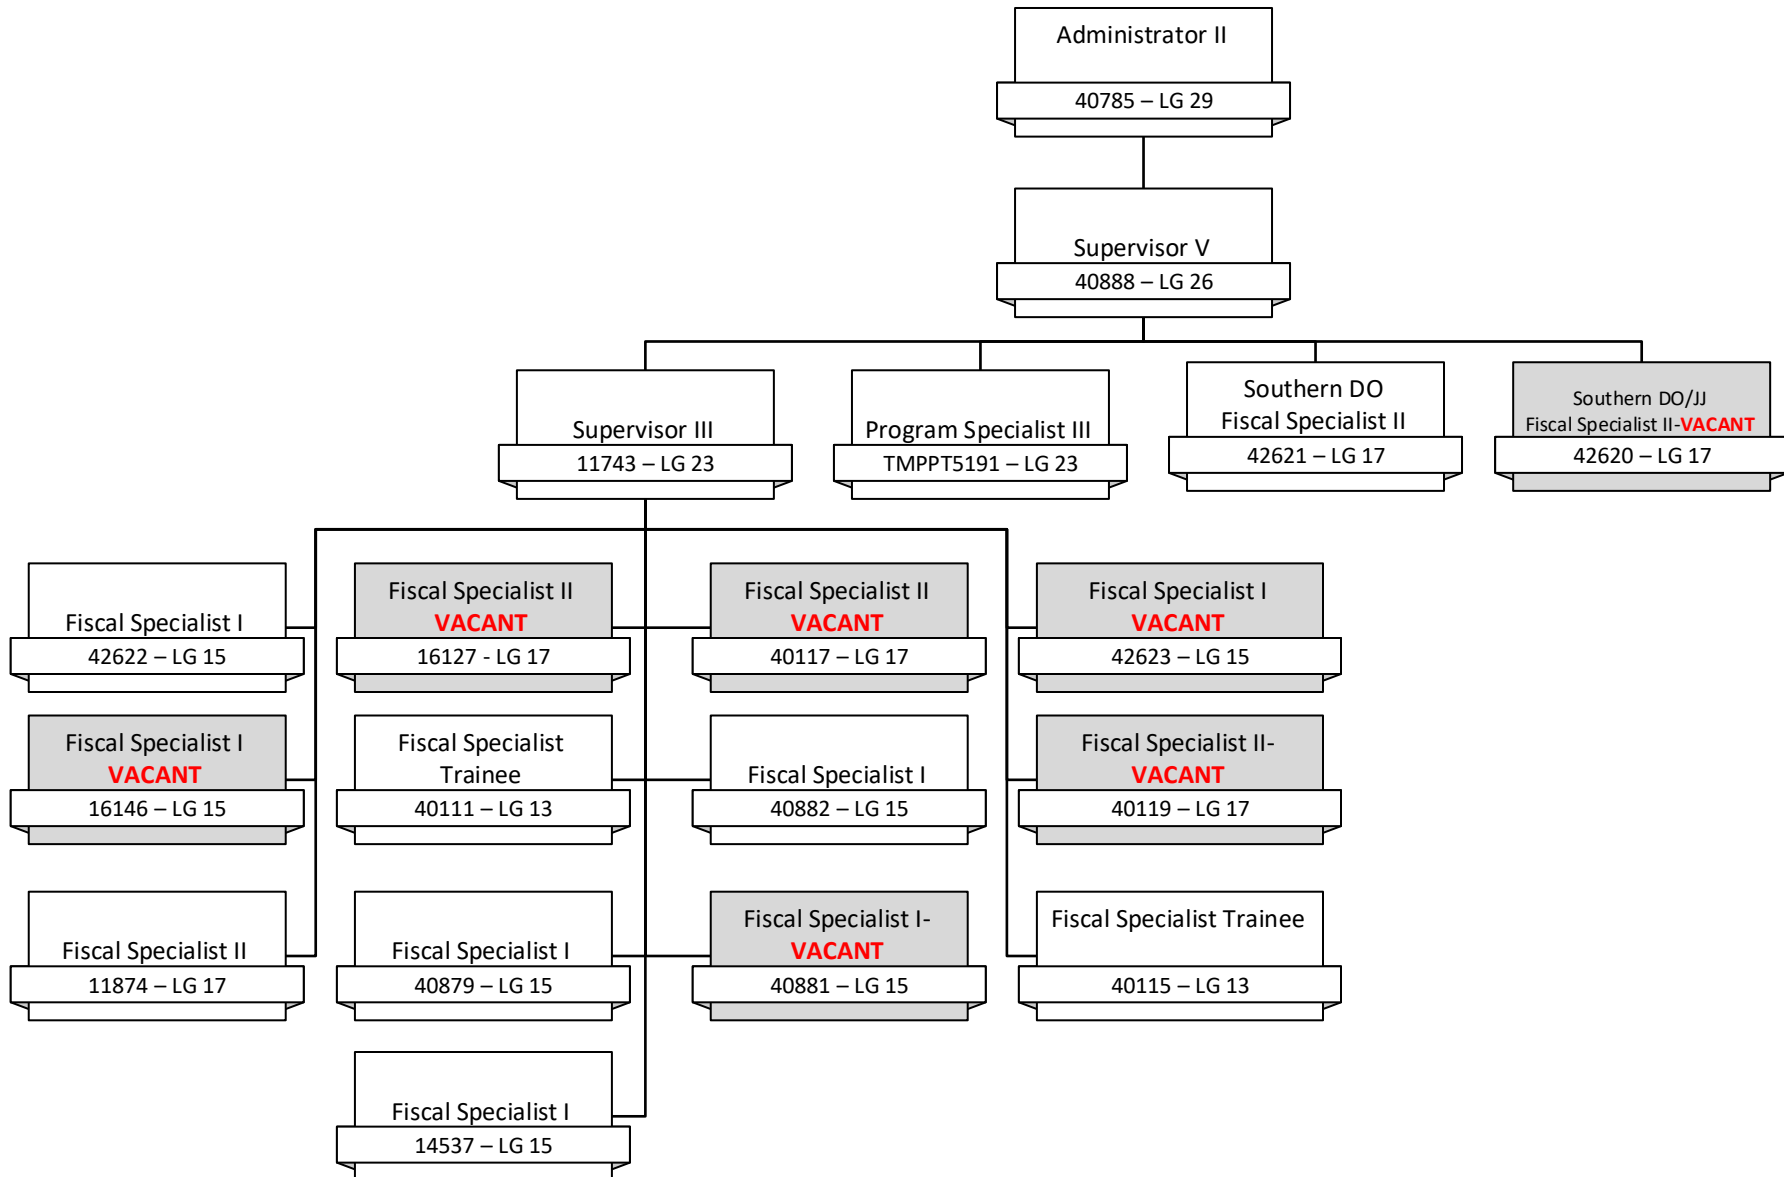 Administrator II
40785 – LG 29
Supervisor V
40888 – LG 26
Supervisor III
11743 – LG 23
Program Specialist III
TMPPT5191 – LG 23
Southern DO
Fiscal Specialist II
42621 – LG 17
Southern DO/JJ
Fiscal Specialist II-VACANT
42620 – LG 17
Fiscal Specialist I
42622 – LG 15
Fiscal Specialist II
VACANT
16127 - LG 17
Fiscal Specialist II
VACANT
40117 – LG 17
Fiscal Specialist I
VACANT
42623 – LG 15
Fiscal Specialist I
VACANT
16146 – LG 15
Fiscal Specialist
Trainee
40111 – LG 13
Fiscal Specialist I
40882 – LG 15
Fiscal Specialist II-
VACANT
40119 – LG 17
Fiscal Specialist II
11874 – LG 17
Fiscal Specialist I
40879 – LG 15
Fiscal Specialist I-
VACANT
40881 – LG 15
Fiscal Specialist Trainee
40115 – LG 13
Fiscal Specialist I
14537 – LG 15